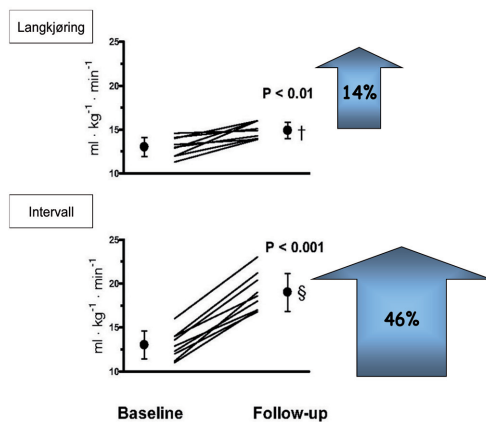 Langkjøring
25
20
15
10
ml · kg⁻¹ · min⁻¹
P < 0.01
†
14%
Intervall
25
20
15
10
ml · kg⁻¹ · min⁻¹
P < 0.001
§
46%
Baseline Follow-up